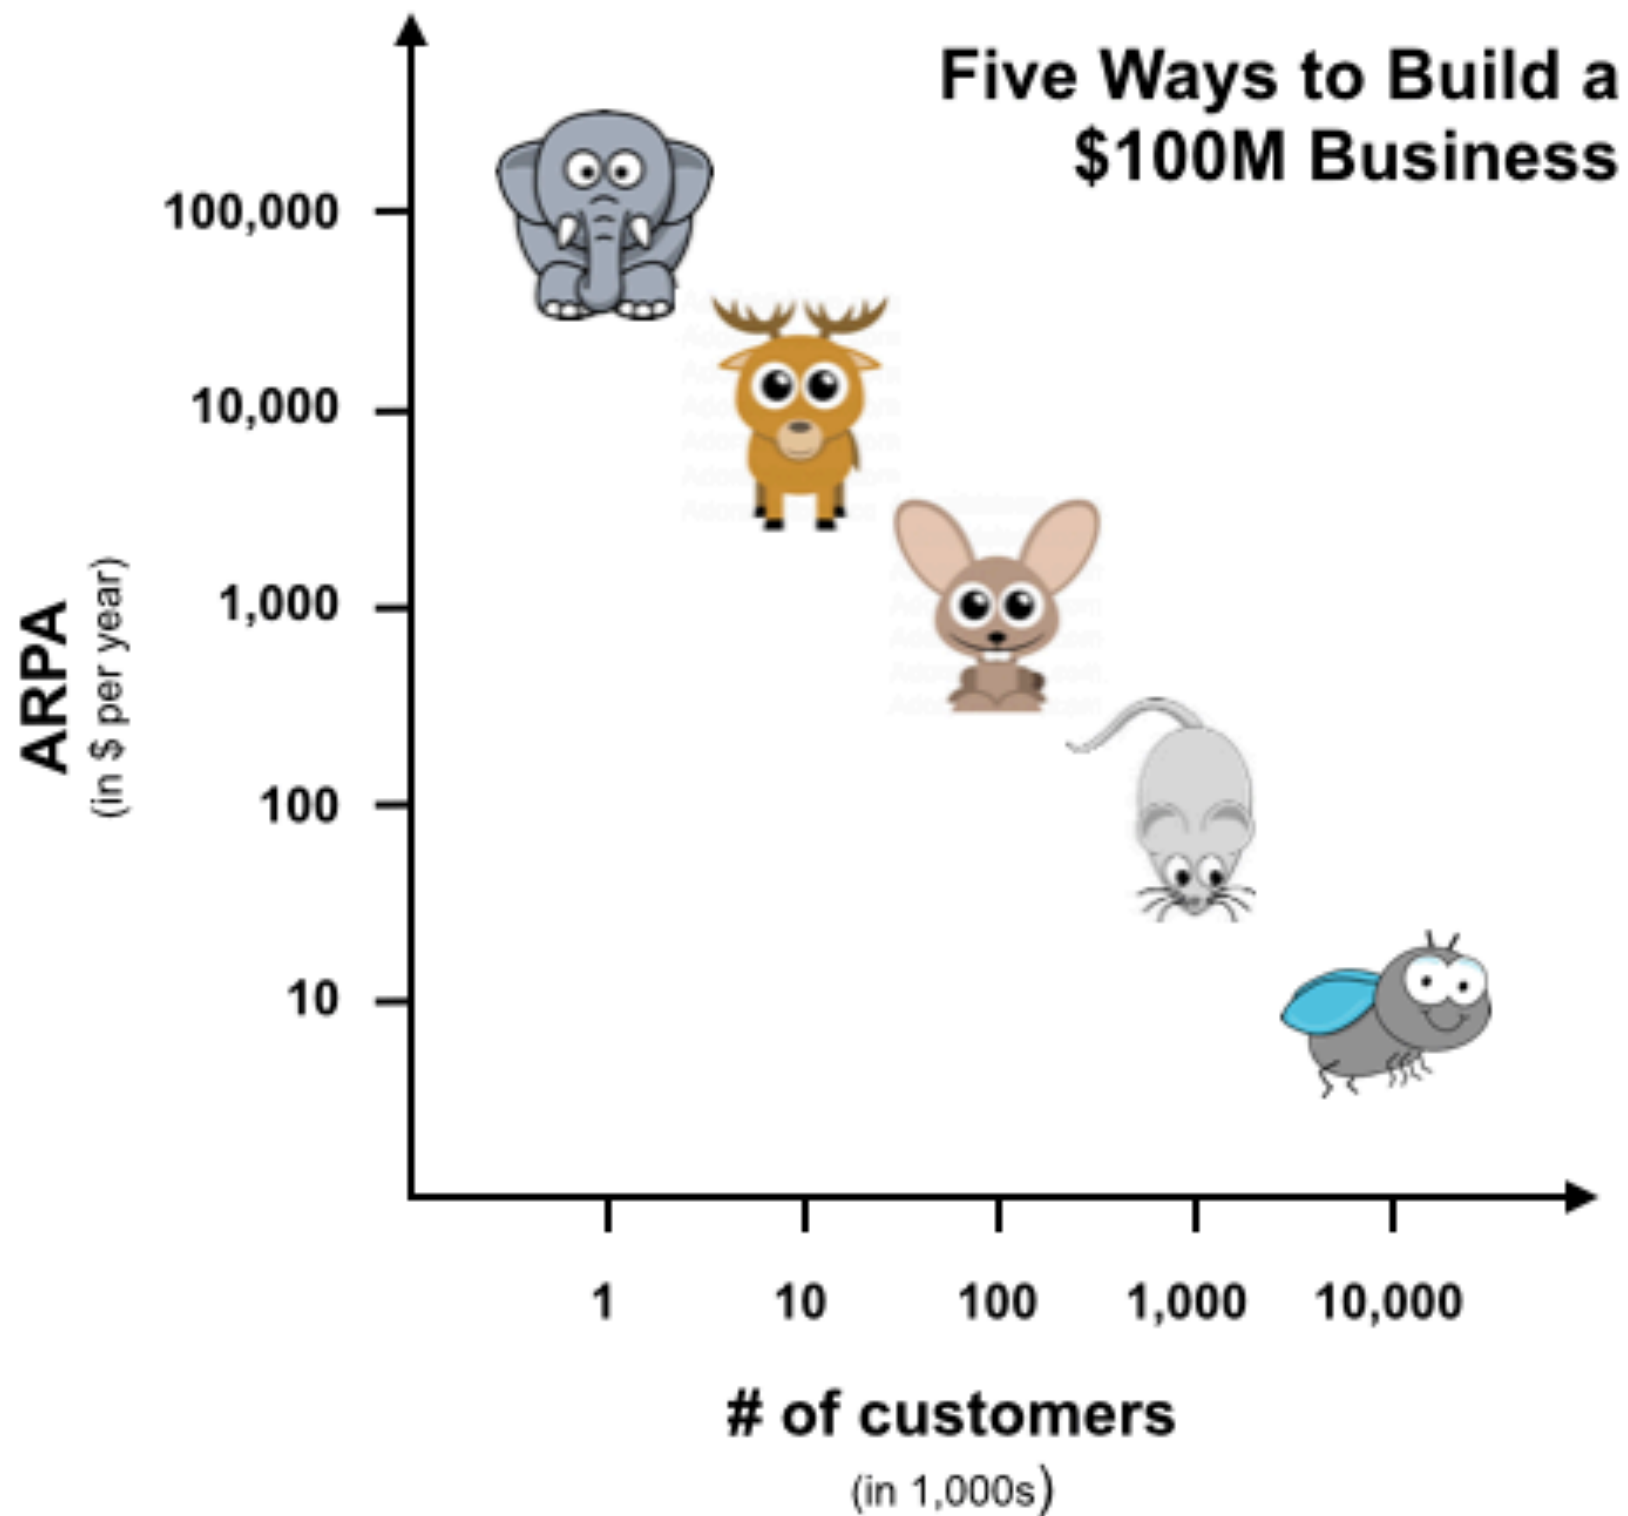 Five Ways to Build a
$100M Business
100,000
10,000
1,000
100
10
ARPA
(in $ per year)
1 10 100 1,000 10,000
# of customers
(in 1,000s)